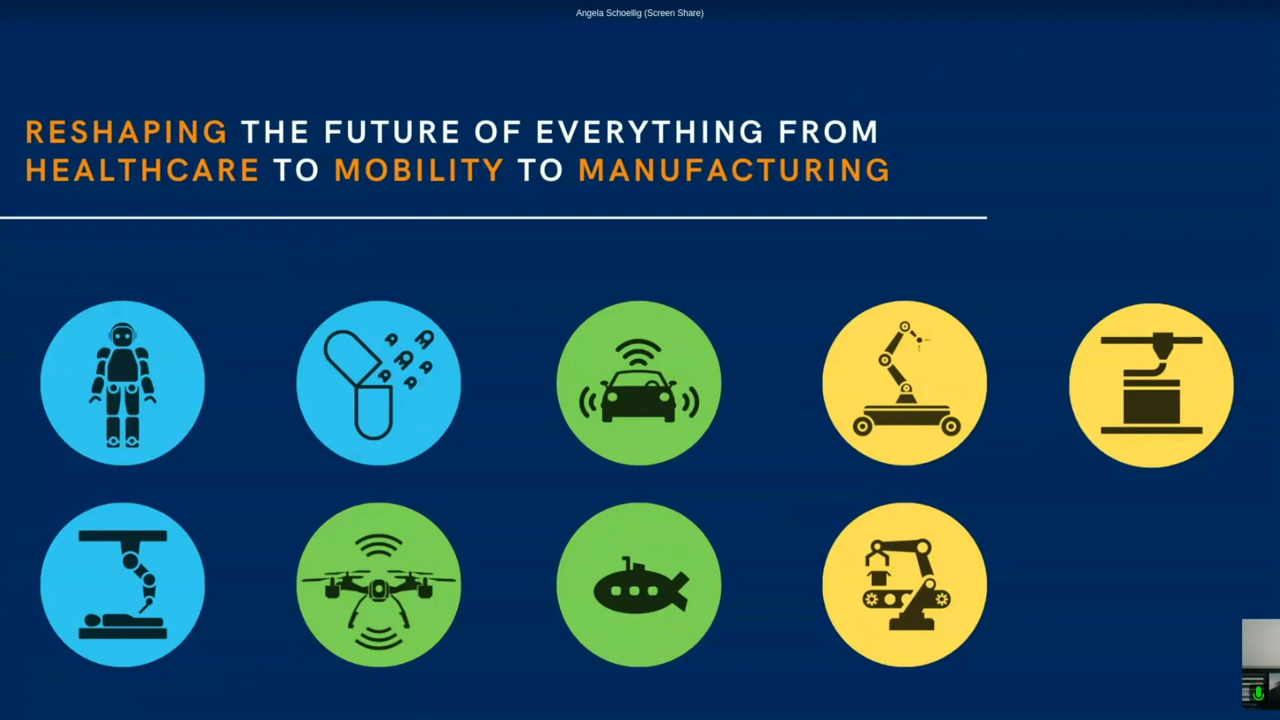 Angela Schoellig (Screen Share)
RESHAPING THE FUTURE OF EVERYTHING FROM
HEALTHCARE TO MOBILITY TO MANUFACTURING